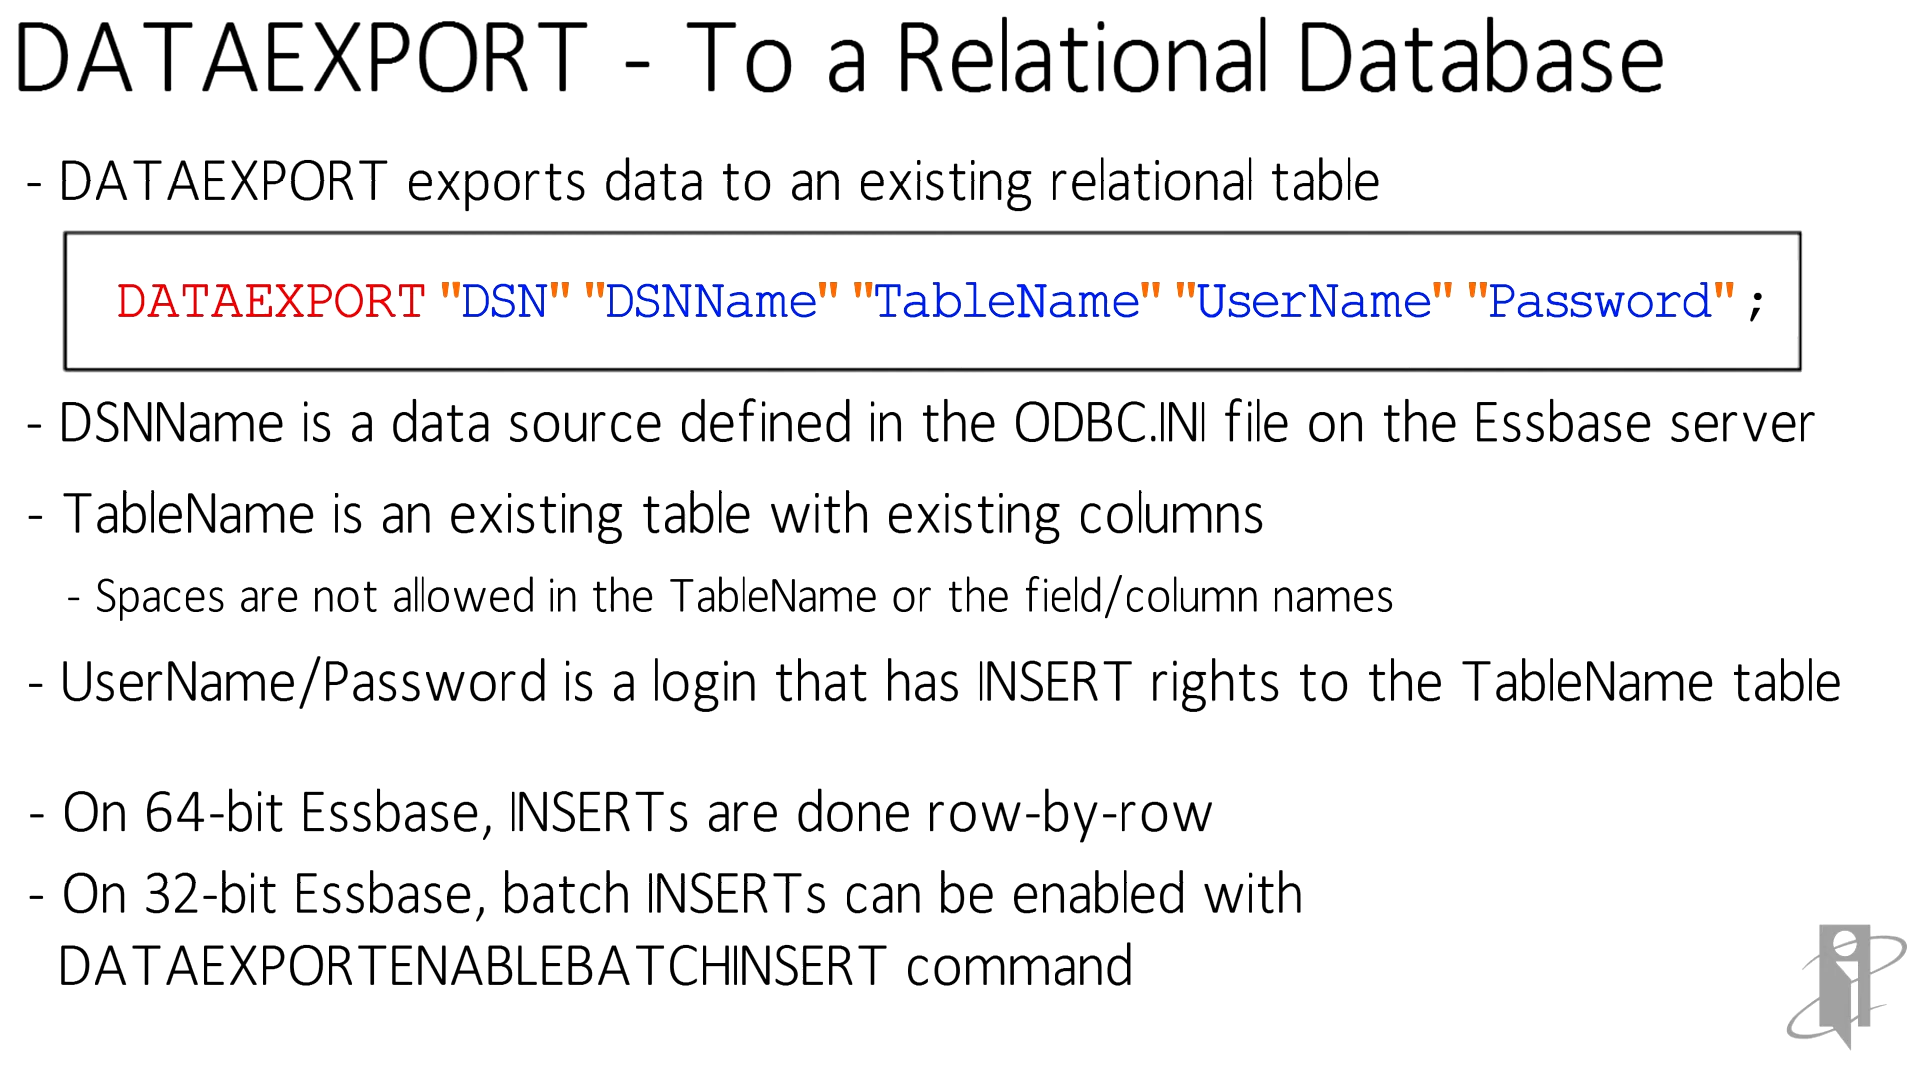 DATAEXPORT - To a Relational Database
- DATAEXPORT exports data to an existing relational table
DATAEXPORT "DSN" "DSNName" "TableName" "UserName" "Password" ;
- DSNName is a data source defined in the ODBC.INI file on the Essbase server
- TableName is an existing table with existing columns
- Spaces are not allowed in the TableName or the field/column names
- UserName/Password is a login that has INSERT rights to the TableName table
- On 64-bit Essbase, INSERTs are done row-by-row
- On 32-bit Essbase, batch INSERTs can be enabled with
DATAEXPORTENABLEBATCHINSERT command